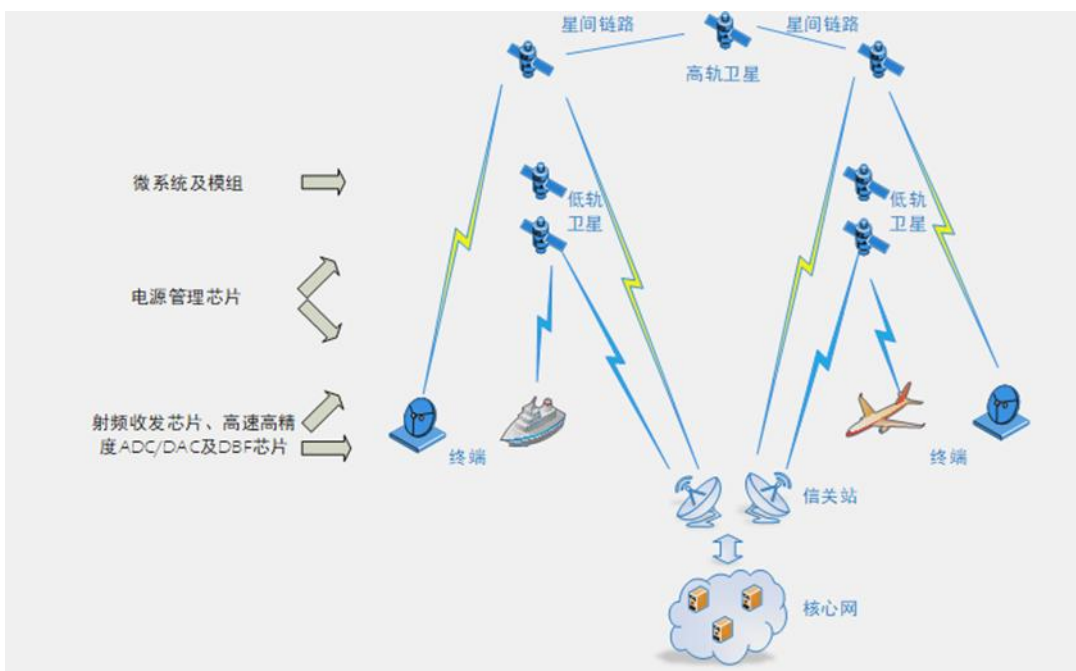 星间链路
星间链路
高轨卫星
微系统及模组
低轨
卫星
低轨
卫星
电源管理芯片
射频收发芯片、高速高精
度ADC/DAC及DBF芯片
终端
终端
信关站
核心网